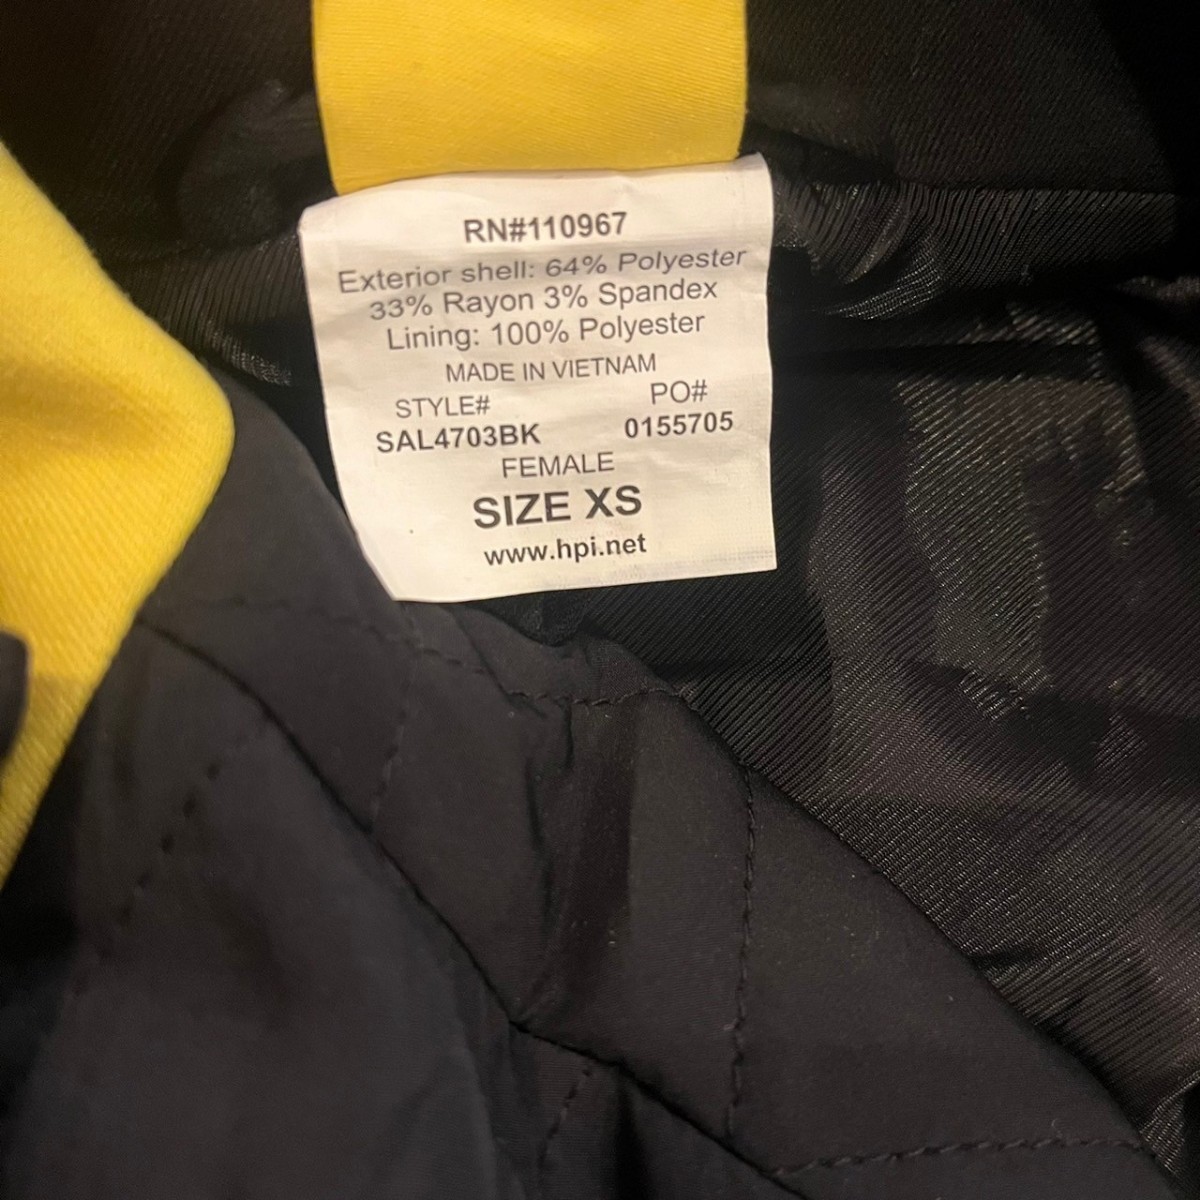 RN#110967
Exterior shell: 64% Polyester
33% Rayon 3% Spandex
Lining: 100% Polyester
MADE IN VIETNAM
STYLE# PO#
SAL4703BK 0155705
FEMALE
SIZE XS
www.hpi.net